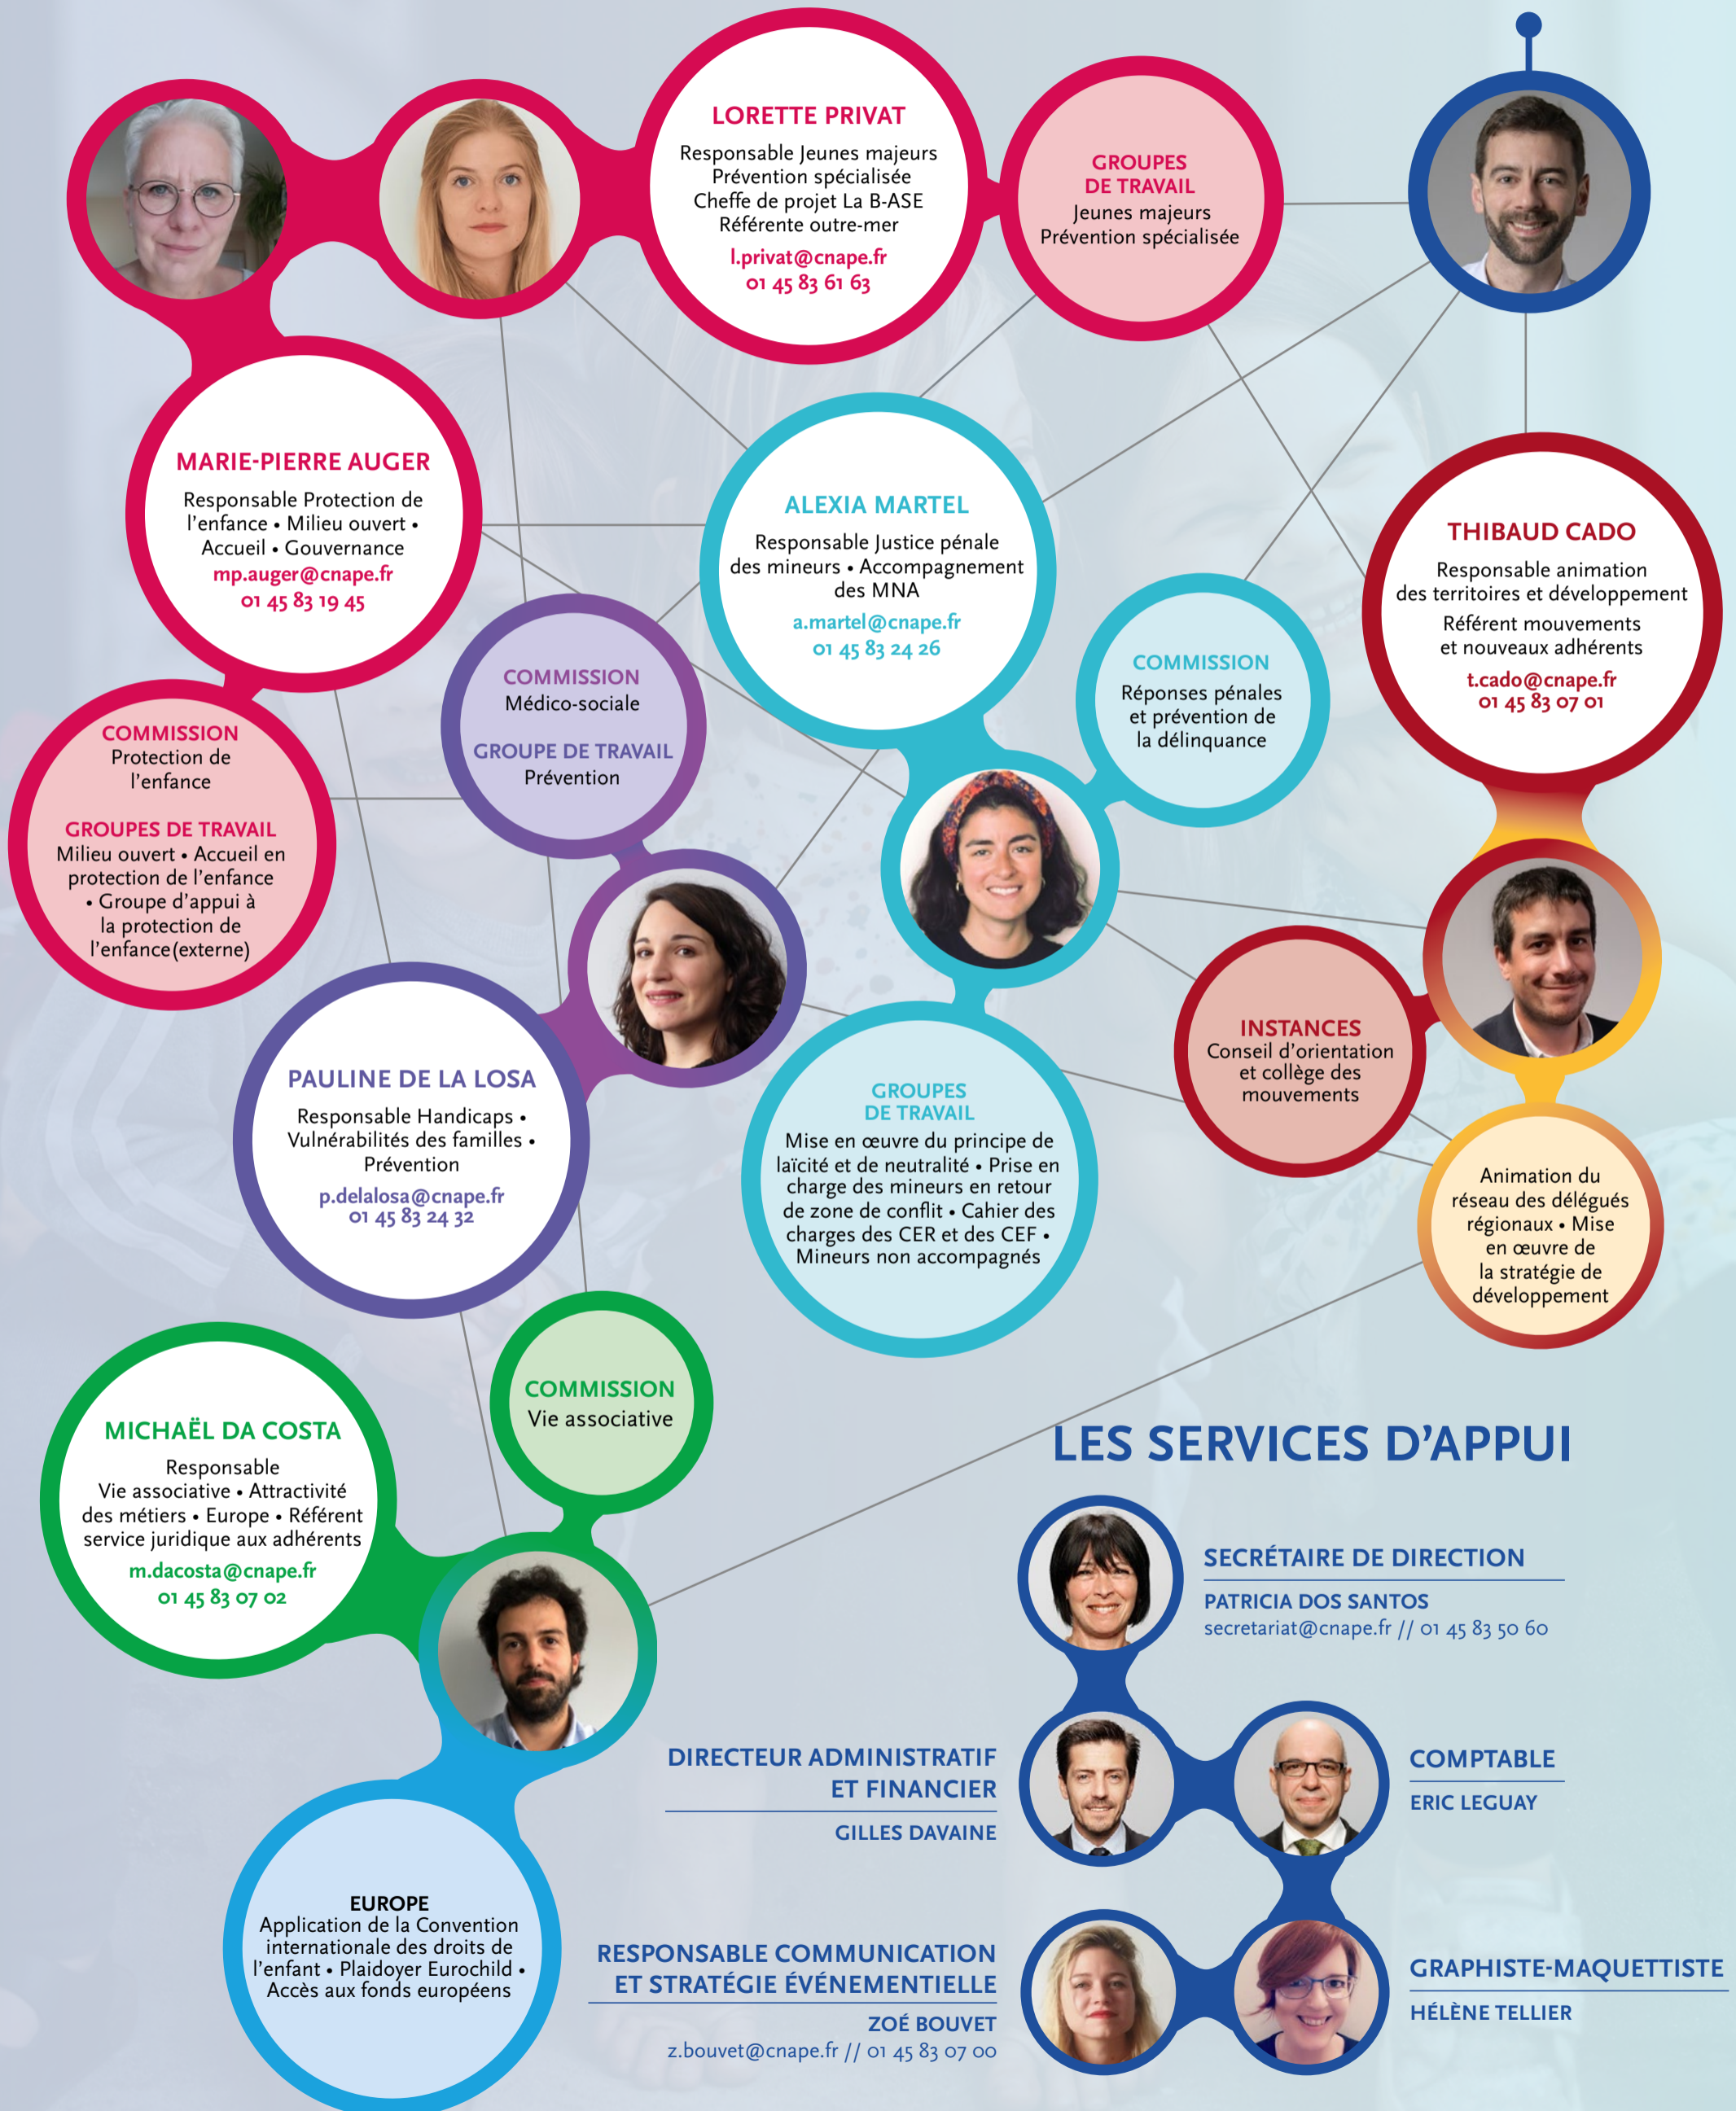 LORETTE PRIVAT
Responsable Jeunes majeurs
Prévention spécialisée
Cheffe de projet La B-ASE
Référente outre-mer
l.privat@cnape.fr
01 45 83 61 63
GROUPES
DE TRAVAIL
Jeunes majeurs
Prévention spécialisée
MARIE-PIERRE AUGER
Responsable Protection de
l'enfance • Milieu ouvert •
Accueil • Gouvernance
mp.auger@cnape.fr
01 45 83 19 45
ALEXIA MARTEL
Responsable Justice pénale
des mineurs • Accompagnement
des MNA
a.martel@cnape.fr
01 45 83 24 26
THIBAUD CADO
Responsable animation
des territoires et développement
Référent mouvements
et nouveaux adhérents
t.cado@cnape.fr
01 45 83 07 01
COMMISSION
Médico-sociale
GROUPE DE TRAVAIL
Prévention
COMMISSION
Réponses pénales
et prévention de
la délinquance
COMMISSION
Protection de
l'enfance
GROUPES DE TRAVAIL
Milieu ouvert • Accueil en
protection de l'enfance
• Groupe d'appui à
la protection de
l'enfance(externe)
PAULINE DE LA LOSA
Responsable Handicaps •
Vulnérabilités des familles •
Prévention
p.delalosa@cnape.fr
01 45 83 24 32
GROUPES
DE TRAVAIL
Mise en œuvre du principe de
laïcité et de neutralité • Prise en
charge des mineurs en retour
de zone de conflit • Cahier des
charges des CER et des CEF •
Mineurs non accompagnés
INSTANCES
Conseil d'orientation
et collège des
mouvements
Animation du
réseau des délégués
régionaux • Mise
en œuvre de
la stratégie de
développement
COMMISSION
Vie associative
MICHAËL DA COSTA
Responsable
Vie associative • Attractivité
des métiers • Europe • Référent
service juridique aux adhérents
m.dacosta@cnape.fr
01 45 83 07 02
EUROPE
Application de la Convention
internationale des droits de
l'enfant • Plaidoyer Eurochild •
Accès aux fonds européens
LES SERVICES D'APPUI
SECRÉTAIRE DE DIRECTION
PATRICIA DOS SANTOS
secretariat@cnape.fr // 01 45 83 50 60
DIRECTEUR ADMINISTRATIF
ET FINANCIER
GILLES DAVAINE
COMPTABLE
ERIC LEGUAY
RESPONSABLE COMMUNICATION
ET STRATÉGIE ÉVÉNEMENTIELLE
ZOÉ BOUVET
z.bouvet@cnape.fr // 01 45 83 07 00
GRAPHISTE-MAQUETTISTE
HÉLÈNE TELLIER